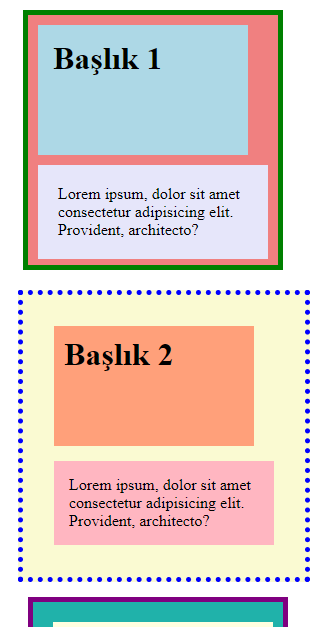 Başlık 1
Lorem ipsum, dolor sit amet
consectetur adipisicing elit.
Provident, architecto?
Başlık 2
Lorem ipsum, dolor sit amet
consectetur adipisicing elit.
Provident, architecto?